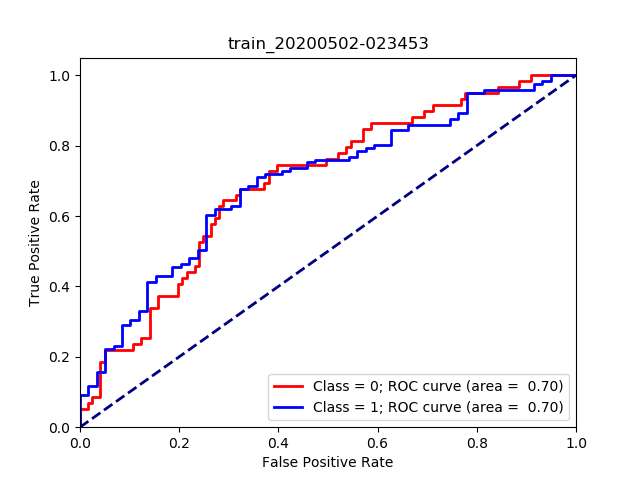 train_20200502-023453
True Positive Rate
1.0
0.8
0.6
0.4
0.2
0.0
0.0 0.2 0.4 0.6 0.8 1.0
False Positive Rate
Class = 0; ROC curve (area =  0.70)
Class = 1; ROC curve (area =  0.70)